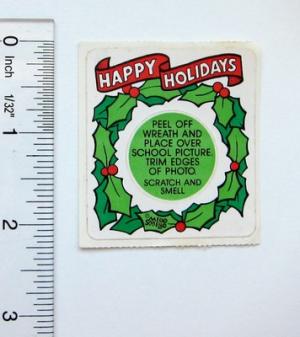 HAPPY HOLIDAYS
PEEL OFF
WREATH AND
PLACE OVER
SCHOOL PICTURE.
TRIM EDGES
OF PHOTO.
SCRATCH AND
SMELL
0
Inch
1/32"
1
2
3